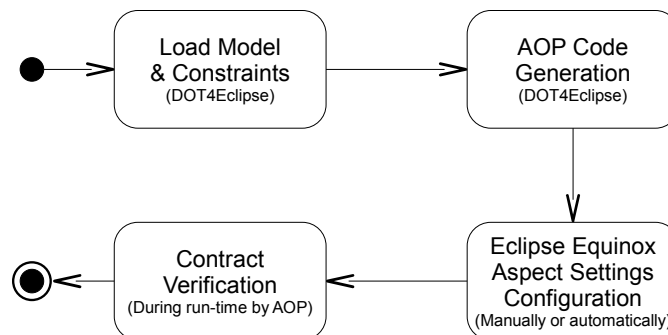 Load Model
& Constraints
(DOT4Eclipse)
AOP Code
Generation
(DOT4Eclipse)
Eclipse Equinox
Aspect Settings
Configuration
(Manually or automatically)
Contract
Verification
(During run-time by AOP)